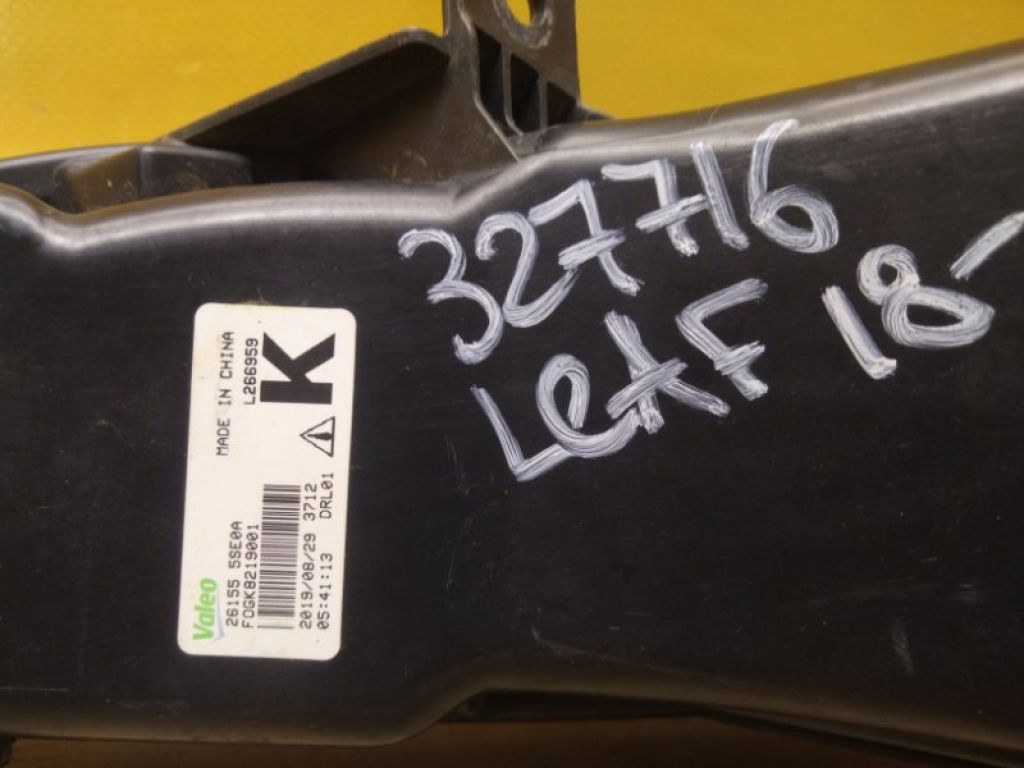 327716
LEAF 18-
Valeo
26155 5SE0A
FOGK8219001
MADE IN CHINA
L266959
K
2019/08/29 3712
05:41:13 DRL01